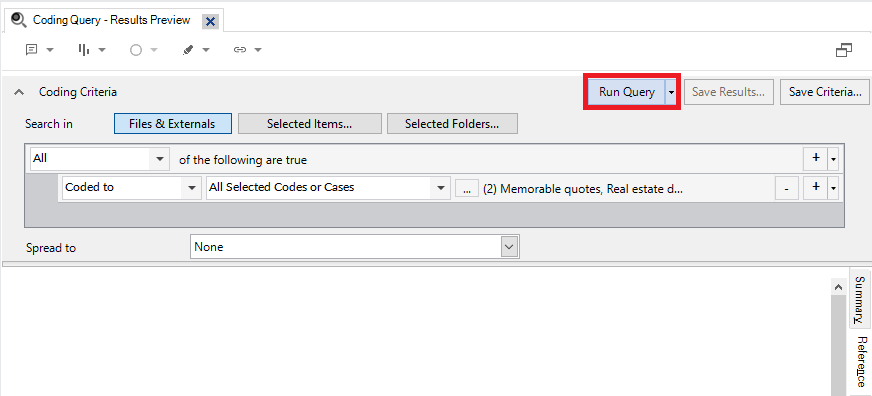 Coding Query - Results Preview
Coding Criteria
Run Query
Save Results...
Save Criteria...
Search in
Files & Externals
Selected Items...
Selected Folders...
All
of the following are true
+
Coded to
All Selected Codes or Cases
...
(2) Memorable quotes, Real estate d...
-
+
Spread to
None
Summary
Reference